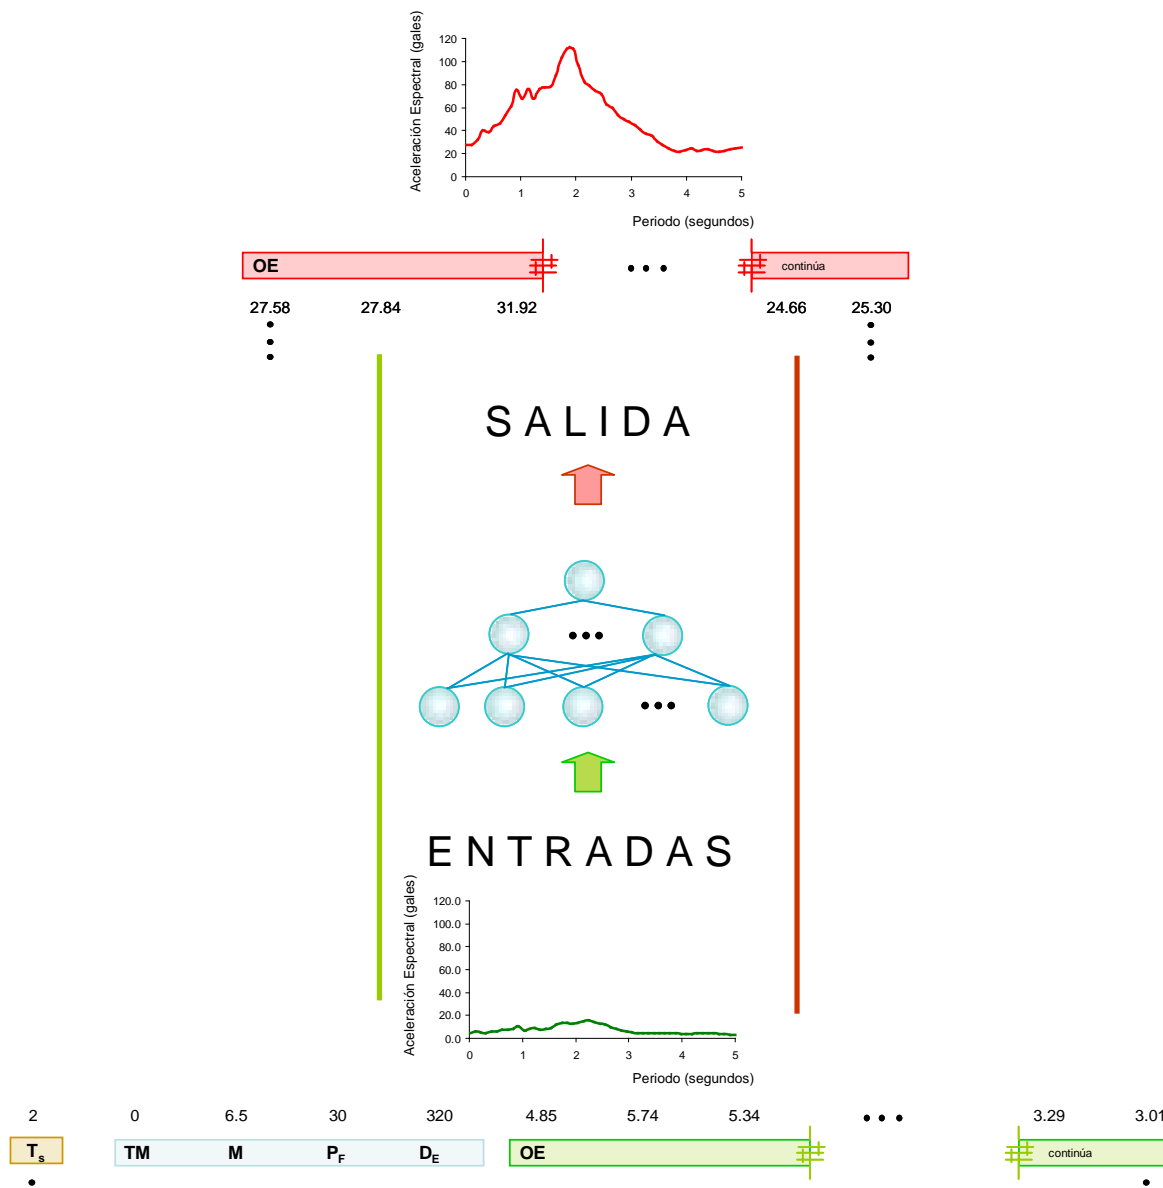 Aceleración Espectral (gales)
120
100
80
60
40
20
0
0 1 2 3 4 5
Periodo (segundos)
OE continúa
27.58 27.84 31.92 24.66 25.30
SALIDA
ENTRADAS
Aceleración Espectral (gales)
120.0
100.0
80.0
60.0
40.0
20.0
0.0
0 1 2 3 4 5
Periodo (segundos)
2 0 6.5 30 320 4.85 5.74 5.34 3.29 3.01
Ts TM M PF DE OE continúa